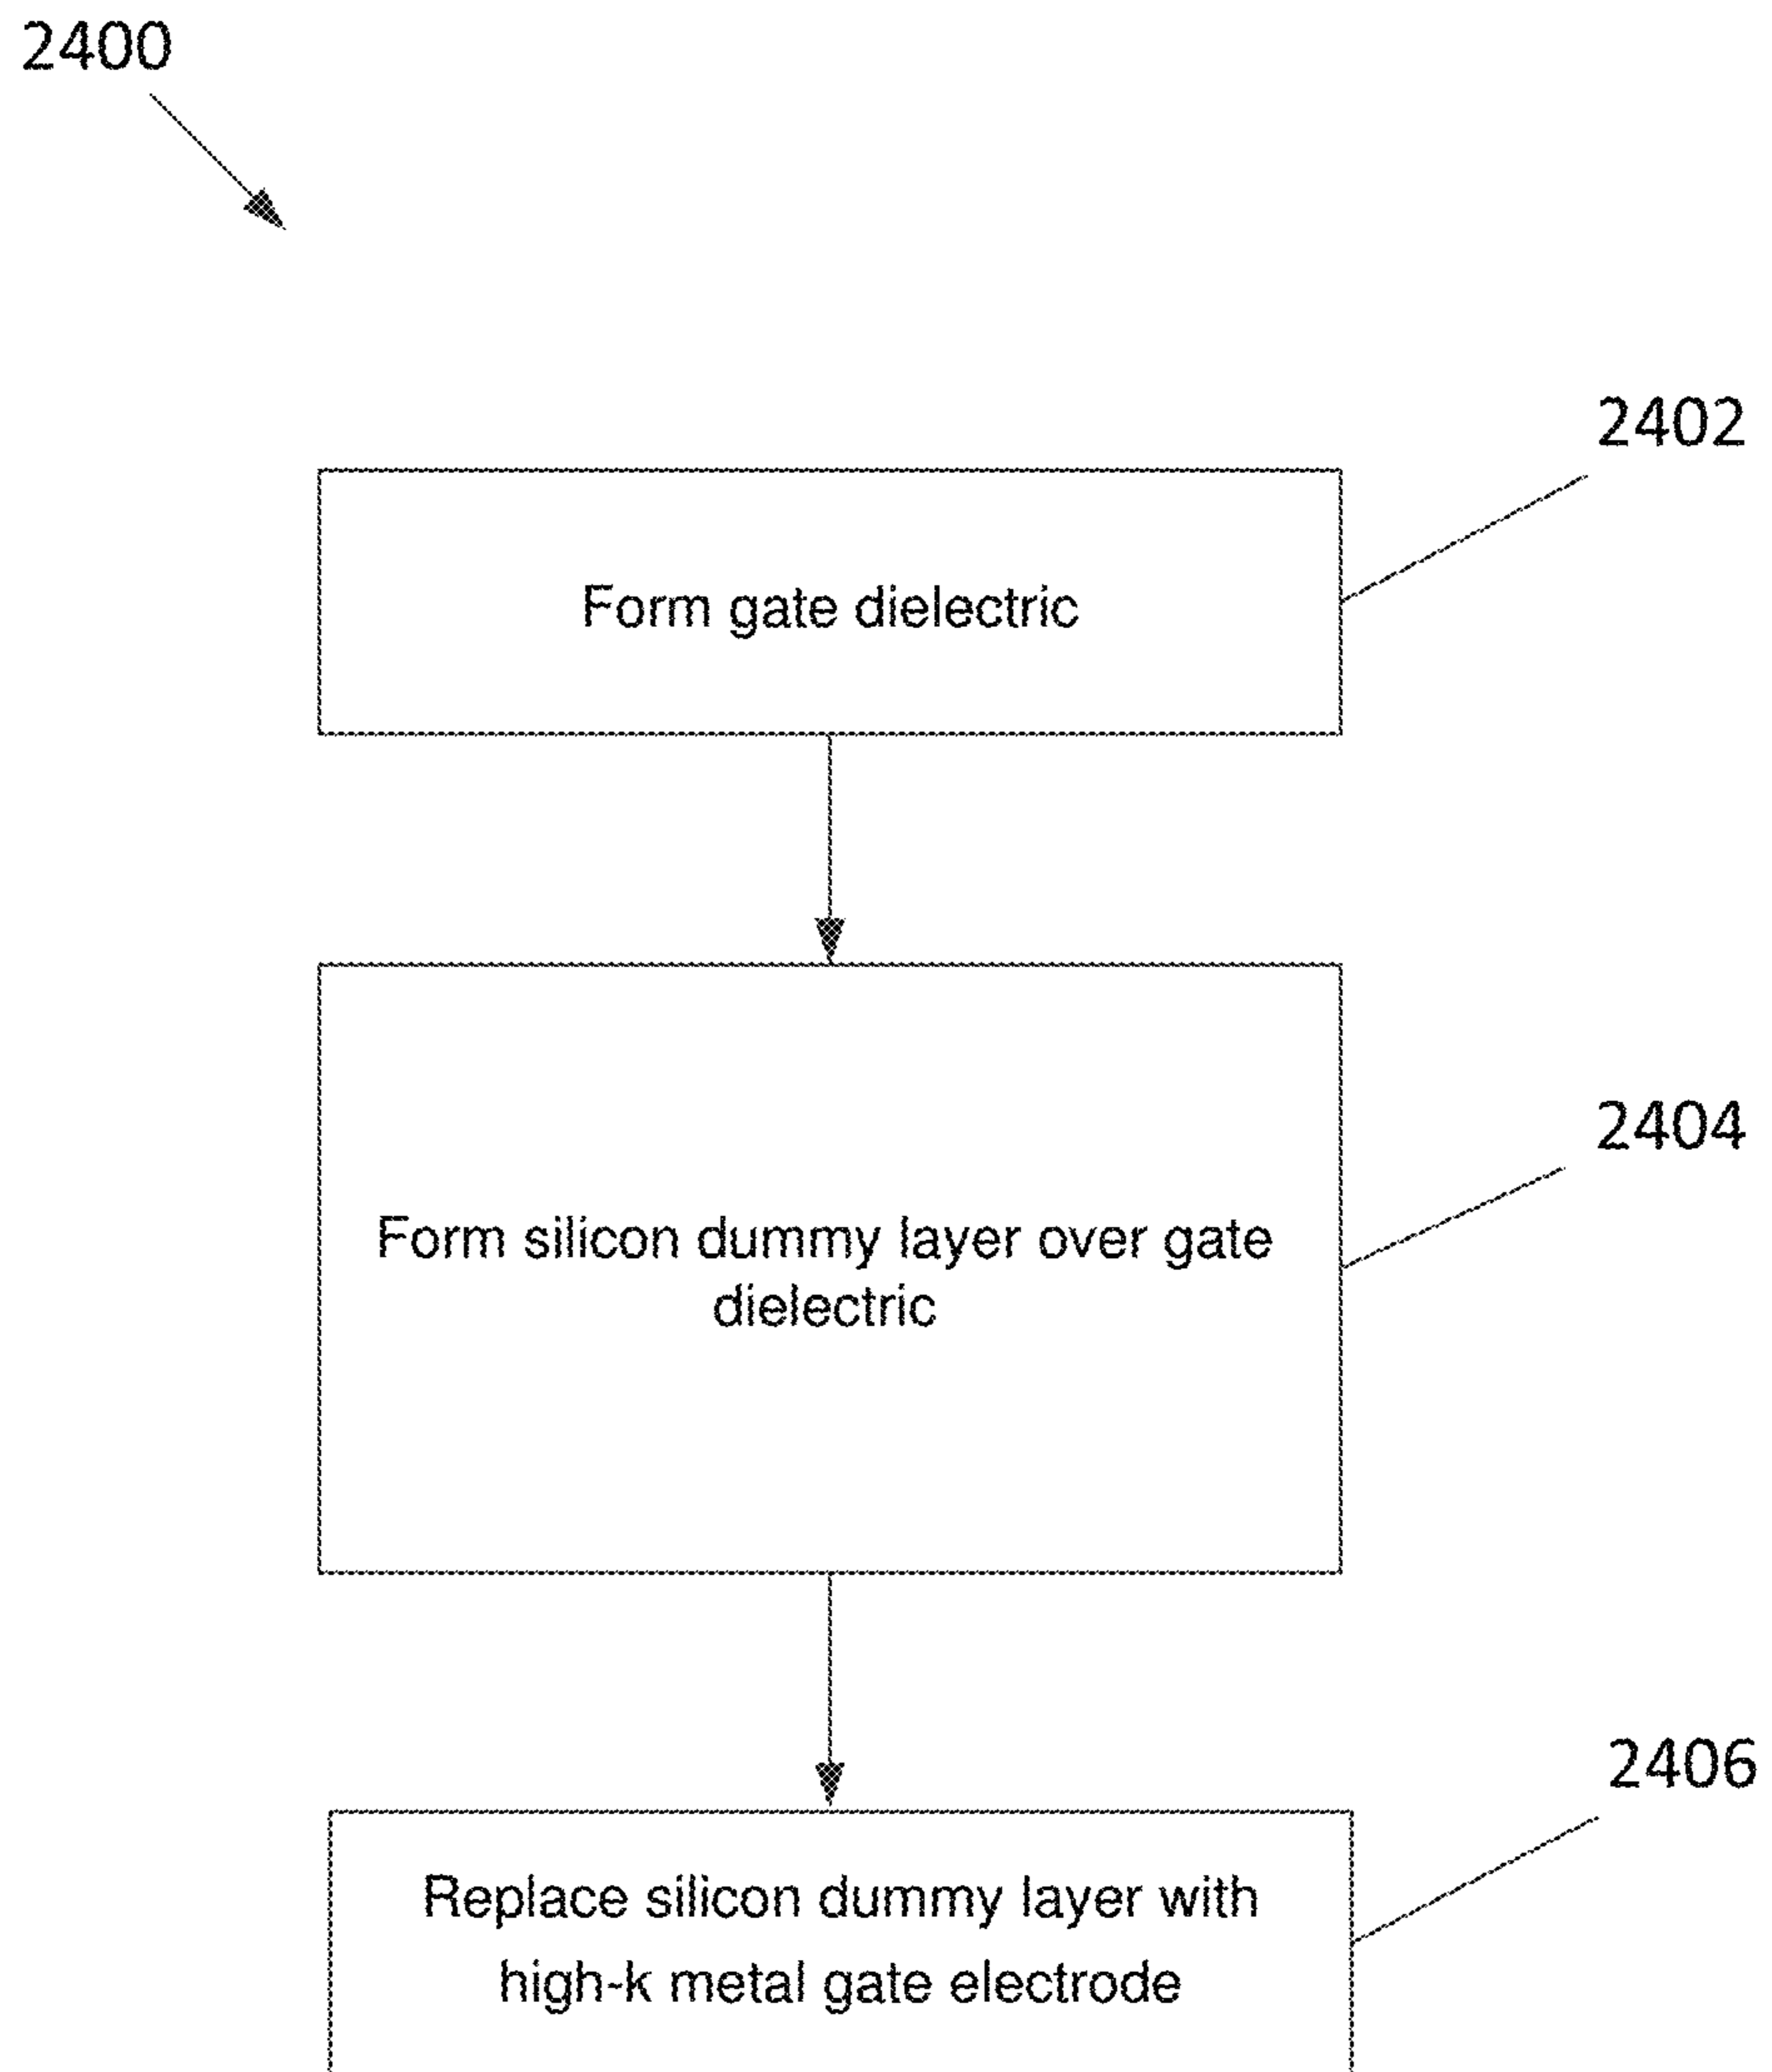 2400
2402
Form gate dielectric
2404
Form silicon dummy layer over gate
dielectric
2406
Replace silicon dummy layer with
high-k metal gate electrode